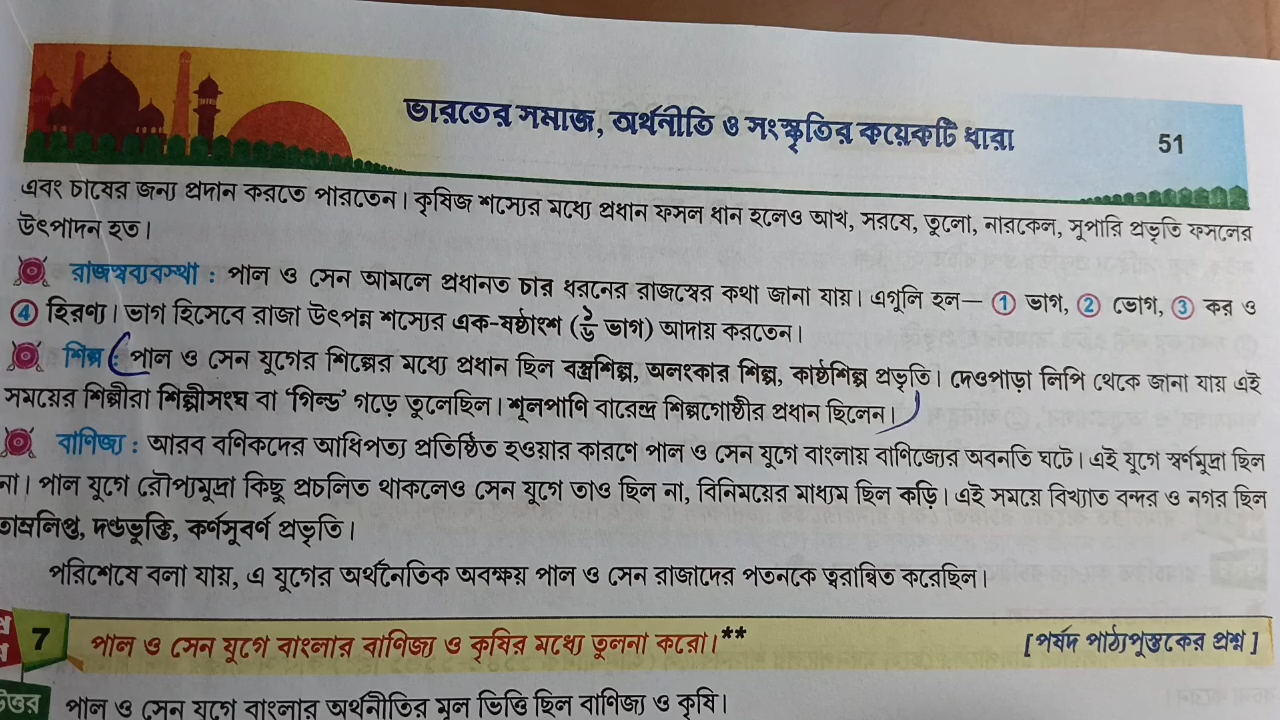 ভারতের সমাজ, অর্থনীতি ও সংস্কৃতির কয়েকটি ধারা 51
এবং চাষের জন্য প্রদান করতে পারতেন। কৃষিজ শস্যের মধ্যে প্রধান ফসল ধান হলেও আখ, সরষে, তুলো, নারকেল, সুপারি প্রভৃতি ফসলের
উৎপাদন হত।
রাজস্বব্যবস্থা : পাল ও সেন আমলে প্রধানত চার ধরনের রাজস্বের কথা জানা যায়। এগুলি হল— ① ভাগ, ② ভোগ, ③ কর ও
④ হিরণ্য। ভাগ হিসেবে রাজা উৎপন্ন শস্যের এক-ষষ্ঠাংশ (১/৬ ভাগ) আদায় করতেন।
শিল্প : পাল ও সেন যুগের শিল্পের মধ্যে প্রধান ছিল বস্ত্রশিল্প, অলংকার শিল্প, কাষ্ঠশিল্প প্রভৃতি। দেওপাড়া লিপি থেকে জানা যায় এই
সময়ের শিল্পীরা শিল্পীসংঘ বা ‘গিল্ড’ গড়ে তুলেছিল। শূলপাণি বারেন্দ্র শিল্পগোষ্ঠীর প্রধান ছিলেন।
বাণিজ্য : আরব বণিকদের আধিপত্য প্রতিষ্ঠিত হওয়ার কারণে পাল ও সেন যুগে বাংলায় বাণিজ্যের অবনতি ঘটে। এই যুগে স্বর্ণমুদ্রা ছিল
না। পাল যুগে রৌপ্যমুদ্রা কিছু প্রচলিত থাকলেও সেন যুগে তাও ছিল না, বিনিময়ের মাধ্যম ছিল কড়ি। এই সময়ে বিখ্যাত বন্দর ও নগর ছিল
তাম্রলিপ্ত, দণ্ডভুক্তি, কর্ণসুবর্ণ প্রভৃতি।
পরিশেষে বলা যায়, এ যুগের অর্থনৈতিক অবক্ষয় পাল ও সেন রাজাদের পতনকে ত্বরান্বিত করেছিল।
7 পাল ও সেন যুগে বাংলার বাণিজ্য ও কৃষির মধ্যে তুলনা করো।** [পর্ষদ পাঠ্যপুস্তকের প্রশ্ন]
উত্তর পাল ও সেন যুগে বাংলার অর্থনীতির মূল ভিত্তি ছিল বাণিজ্য ও কৃষি।